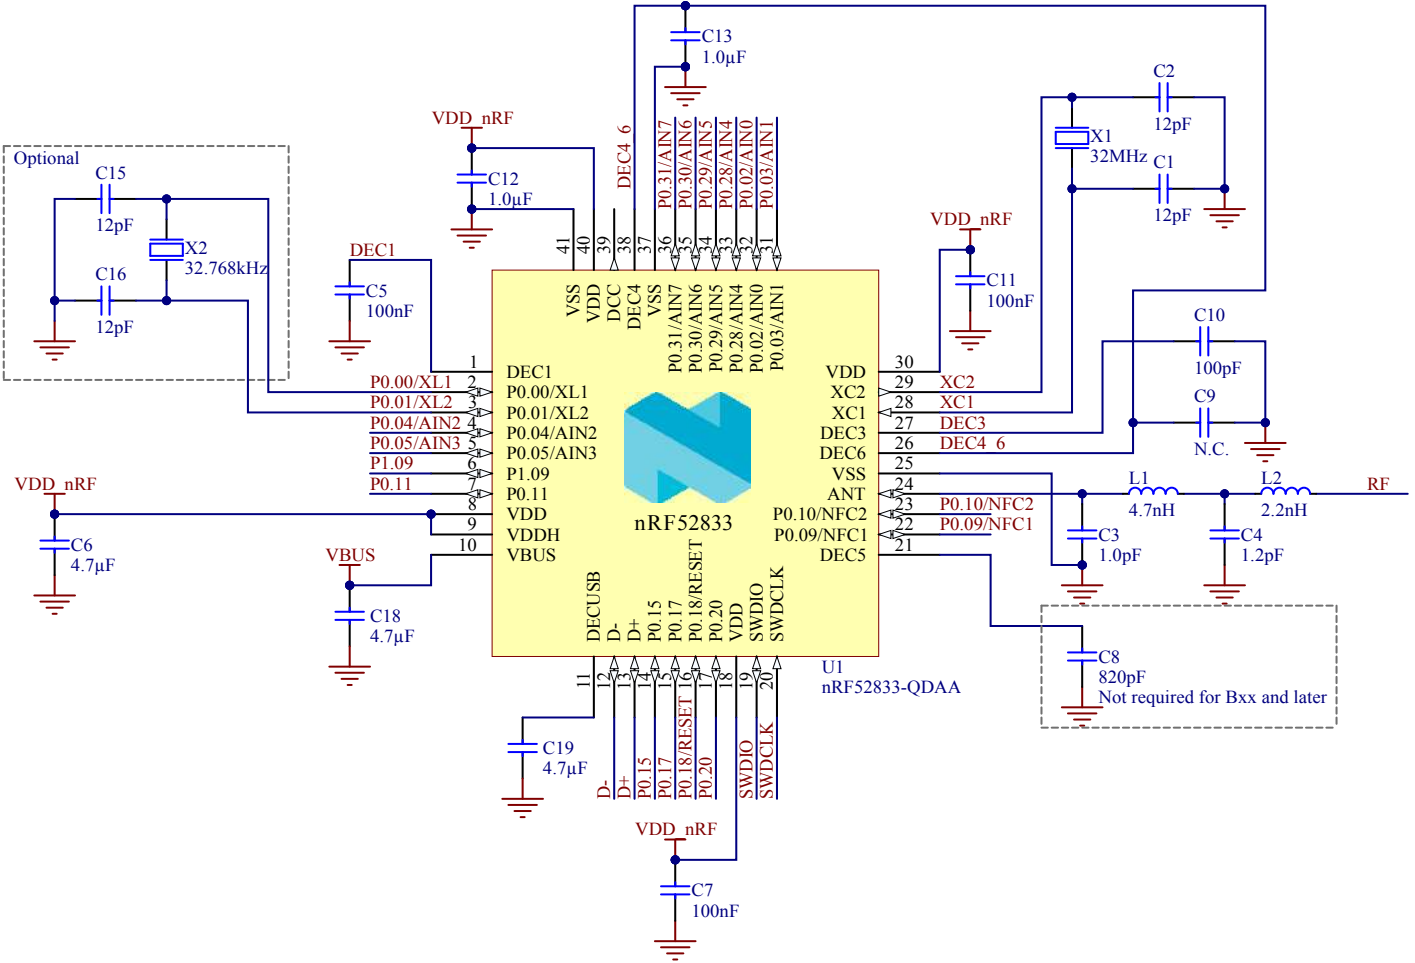 C13
1.0µF
C2
12pF
X1
32MHz
C1
12pF
VDD_nRF
C12
1.0µF
DEC4_6
P0.31/AIN7
P0.30/AIN6
P0.29/AIN5
P0.28/AIN4
P0.02/AIN0
P0.03/AIN1
Optional
C15
12pF
X2
32.768kHz
C16
12pF
DEC1
C5
100nF
VDD_nRF
C11
100nF
C10
100pF
C9
N.C.
41
40
39
38
37
36
35
34
33
32
31
VSS
VDD
DCC
DEC4
VSS
P0.31/AIN7
P0.30/AIN6
P0.29/AIN5
P0.28/AIN4
P0.02/AIN0
P0.03/AIN1
1 DEC1
P0.00/XL1 2 P0.00/XL1
P0.01/XL2 3 P0.01/XL2
P0.04/AIN2 4 P0.04/AIN2
P0.05/AIN3 5 P0.05/AIN3
P1.09 6 P1.09
P0.11 7 P0.11
8 VDD
9 VDDH
10 VBUS
nRF52833
VDD 30
XC2 29 XC2
XC1 28 XC1
DEC3 27 DEC3
DEC6 26 DEC4_6
VSS 25
ANT 24
P0.10/NFC2 23 P0.10/NFC2
P0.09/NFC1 22 P0.09/NFC1
DEC5 21
VDD_nRF
C6
4.7µF
VBUS
C18
4.7µF
L1
4.7nH
L2
2.2nH
RF
C3
1.0pF
C4
1.2pF
C8
820pF
Not required for Bxx and later
DECUSB
D-
D+
P0.15
P0.17
P0.18/RESET
P0.20
VDD
SWDIO
SWDCLK
U1
nRF52833-QDAA
11
12
13
14
15
16
17
18
19
20
C19
4.7µF
D-
D+
P0.15
P0.17
P0.18/RESET
P0.20
SWDIO
SWDCLK
VDD_nRF
C7
100nF